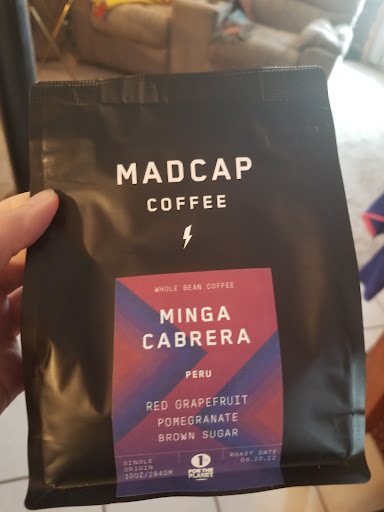 MADCAP
COFFEE
WHOLE BEAN COFFEE
MINGA
CABRERA
PERU
RED GRAPEFRUIT
POMEGRANATE
BROWN SUGAR
SINGLE
ORIGIN
10OZ/284GM
1
FOR THE
PLANET
ROAST DATE
06.20.22